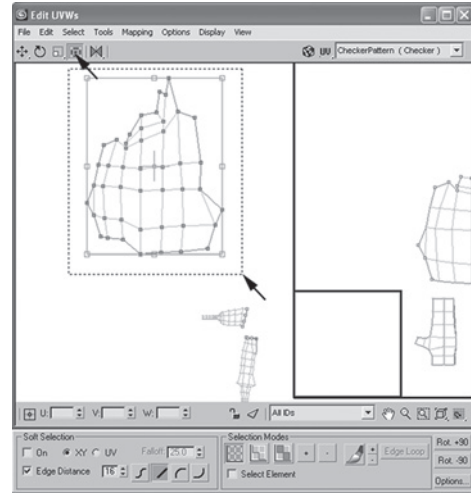 Edit UVWs
File Edit Select Tools Mapping Options Display View
UV CheckerPattern ( Checker )
U: V: W: All IDs
Soft Selection
On XY UV Falloff: 25.0
Edge Distance 16
Selection Modes
Edge Loop
Select Element
Rot. +90
Rot. -90
Options...